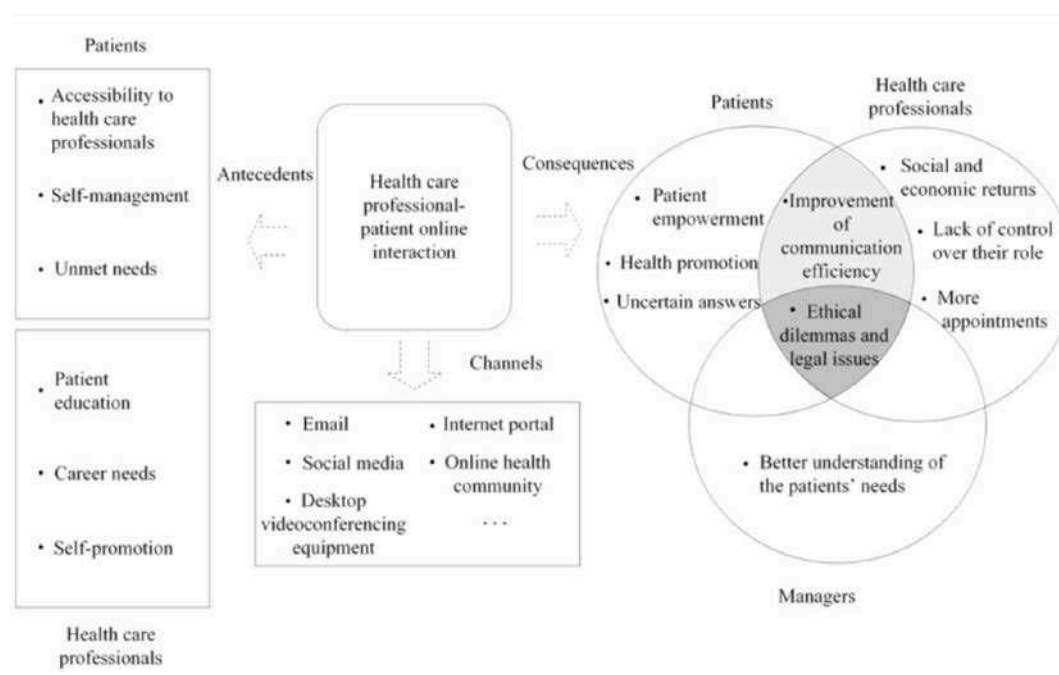 Patients
• Accessibility to
health care
professionals
• Self-management
• Unmet needs
• Patient
education
• Career needs
• Self-promotion
Health care
professionals
Antecedents
Health care
professional-
patient online
interaction
Consequences
Channels
• Email
• Social media
• Desktop
videoconferencing
equipment
• Internet portal
• Online health
community
...
Patients
Health care
professionals
• Patient
empowerment
• Health promotion
• Uncertain answers
•Improvement
of
communication
efficiency
• Social and
economic returns
• Lack of control
over their role
• More
appointments
• Ethical
dilemmas and
legal issues
• Better understanding of
the patients' needs
Managers